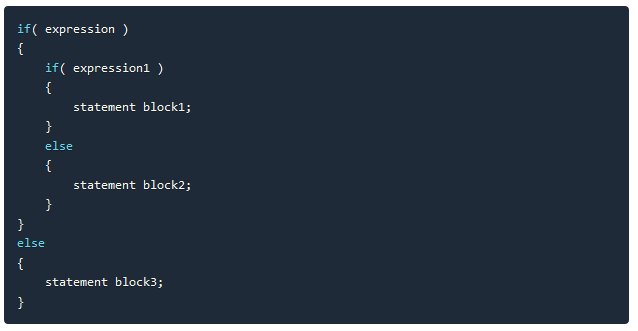 if( expression )
{
    if( expression1 )
    {
        statement block1;
    }
    else
    {
        statement block2;
    }
}
else
{
    statement block3;
}